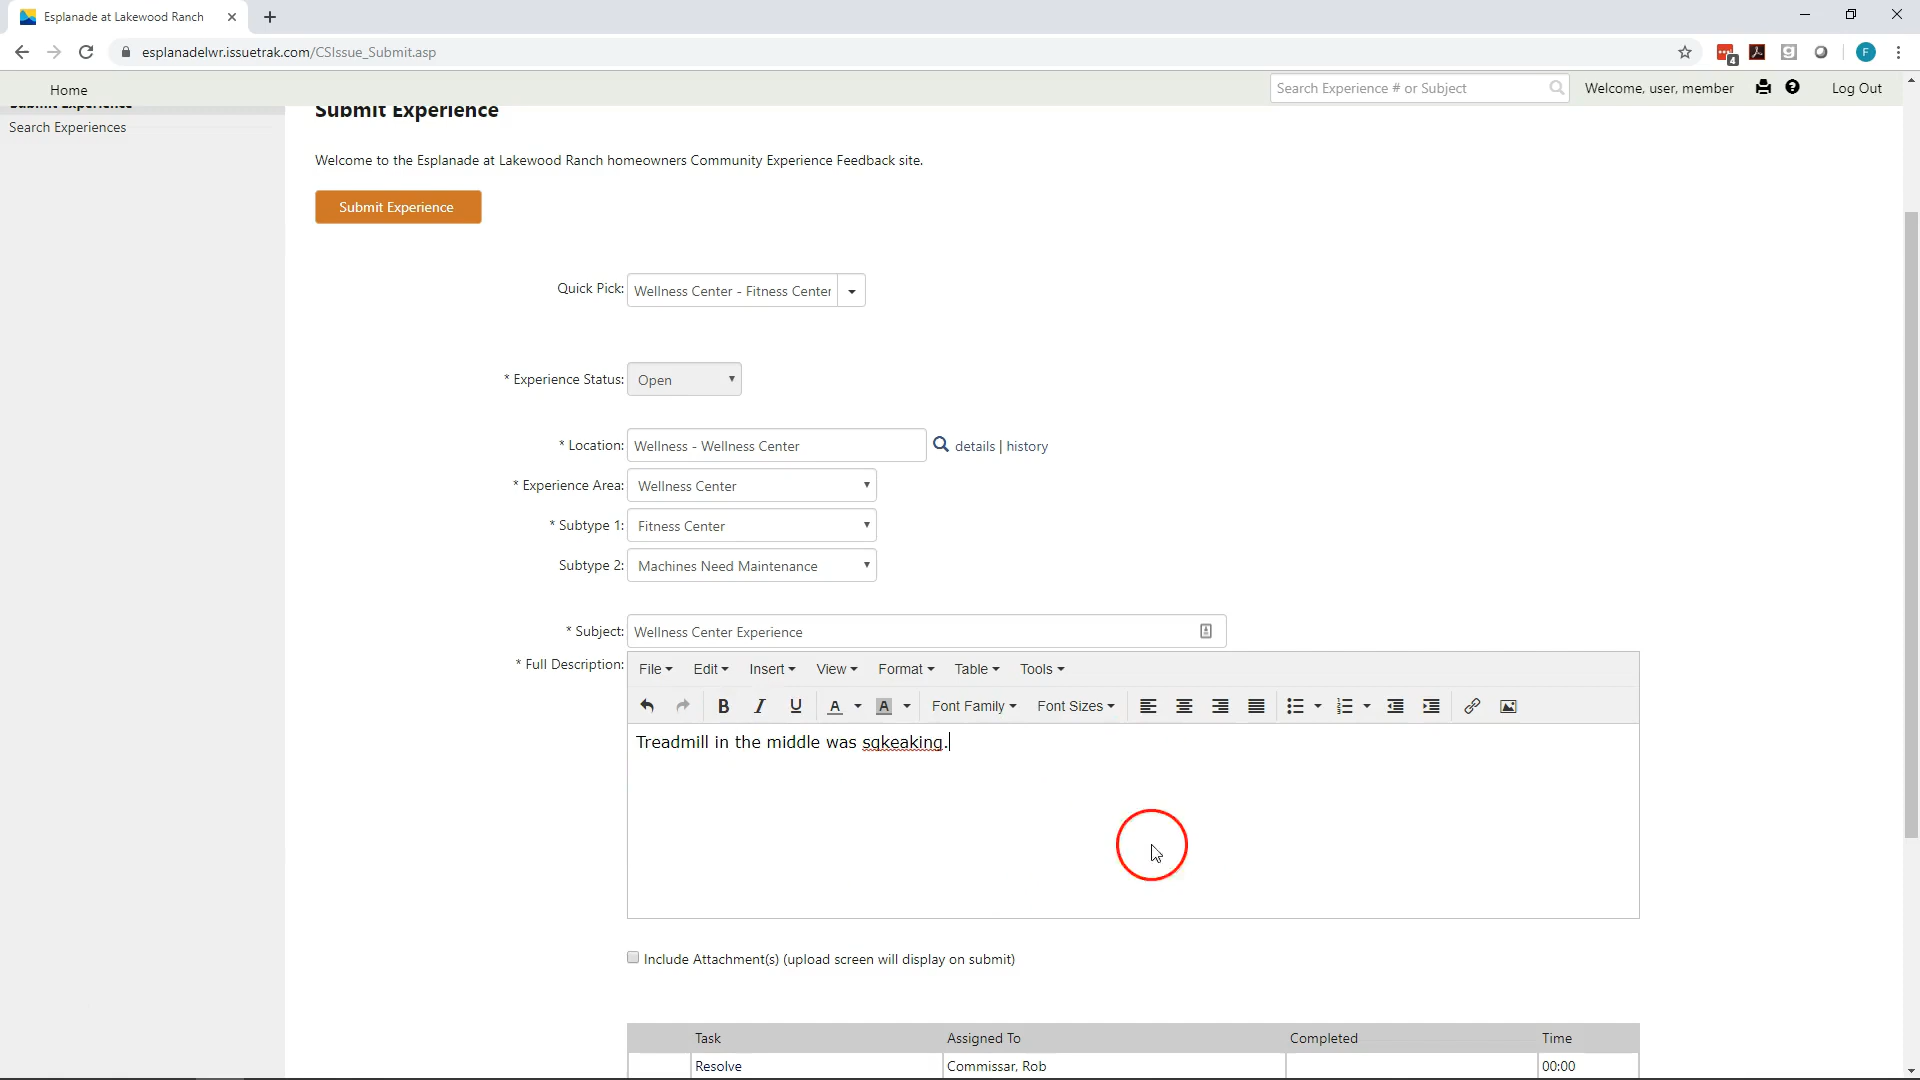 Esplanade at Lakewood Ranch
esplanadelwr.issuetrak.com/CSIssue_Submit.asp
4
F
Home
Search Experience # or Subject
Welcome, user, member
Log Out
Submit Experience
Search Experiences
Submit Experience
Welcome to the Esplanade at Lakewood Ranch homeowners Community Experience Feedback site.
Submit Experience
Quick Pick: Wellness Center - Fitness Center
* Experience Status: Open
* Location: Wellness - Wellness Center details | history
* Experience Area: Wellness Center
* Subtype 1: Fitness Center
Subtype 2: Machines Need Maintenance
* Subject: Wellness Center Experience
* Full Description: File Edit Insert View Format Table Tools
B I U A A Font Family Font Sizes
Treadmill in the middle was sqkeaking.
Include Attachment(s) (upload screen will display on submit)
Task Assigned To Completed Time
Resolve Commissar, Rob 00:00